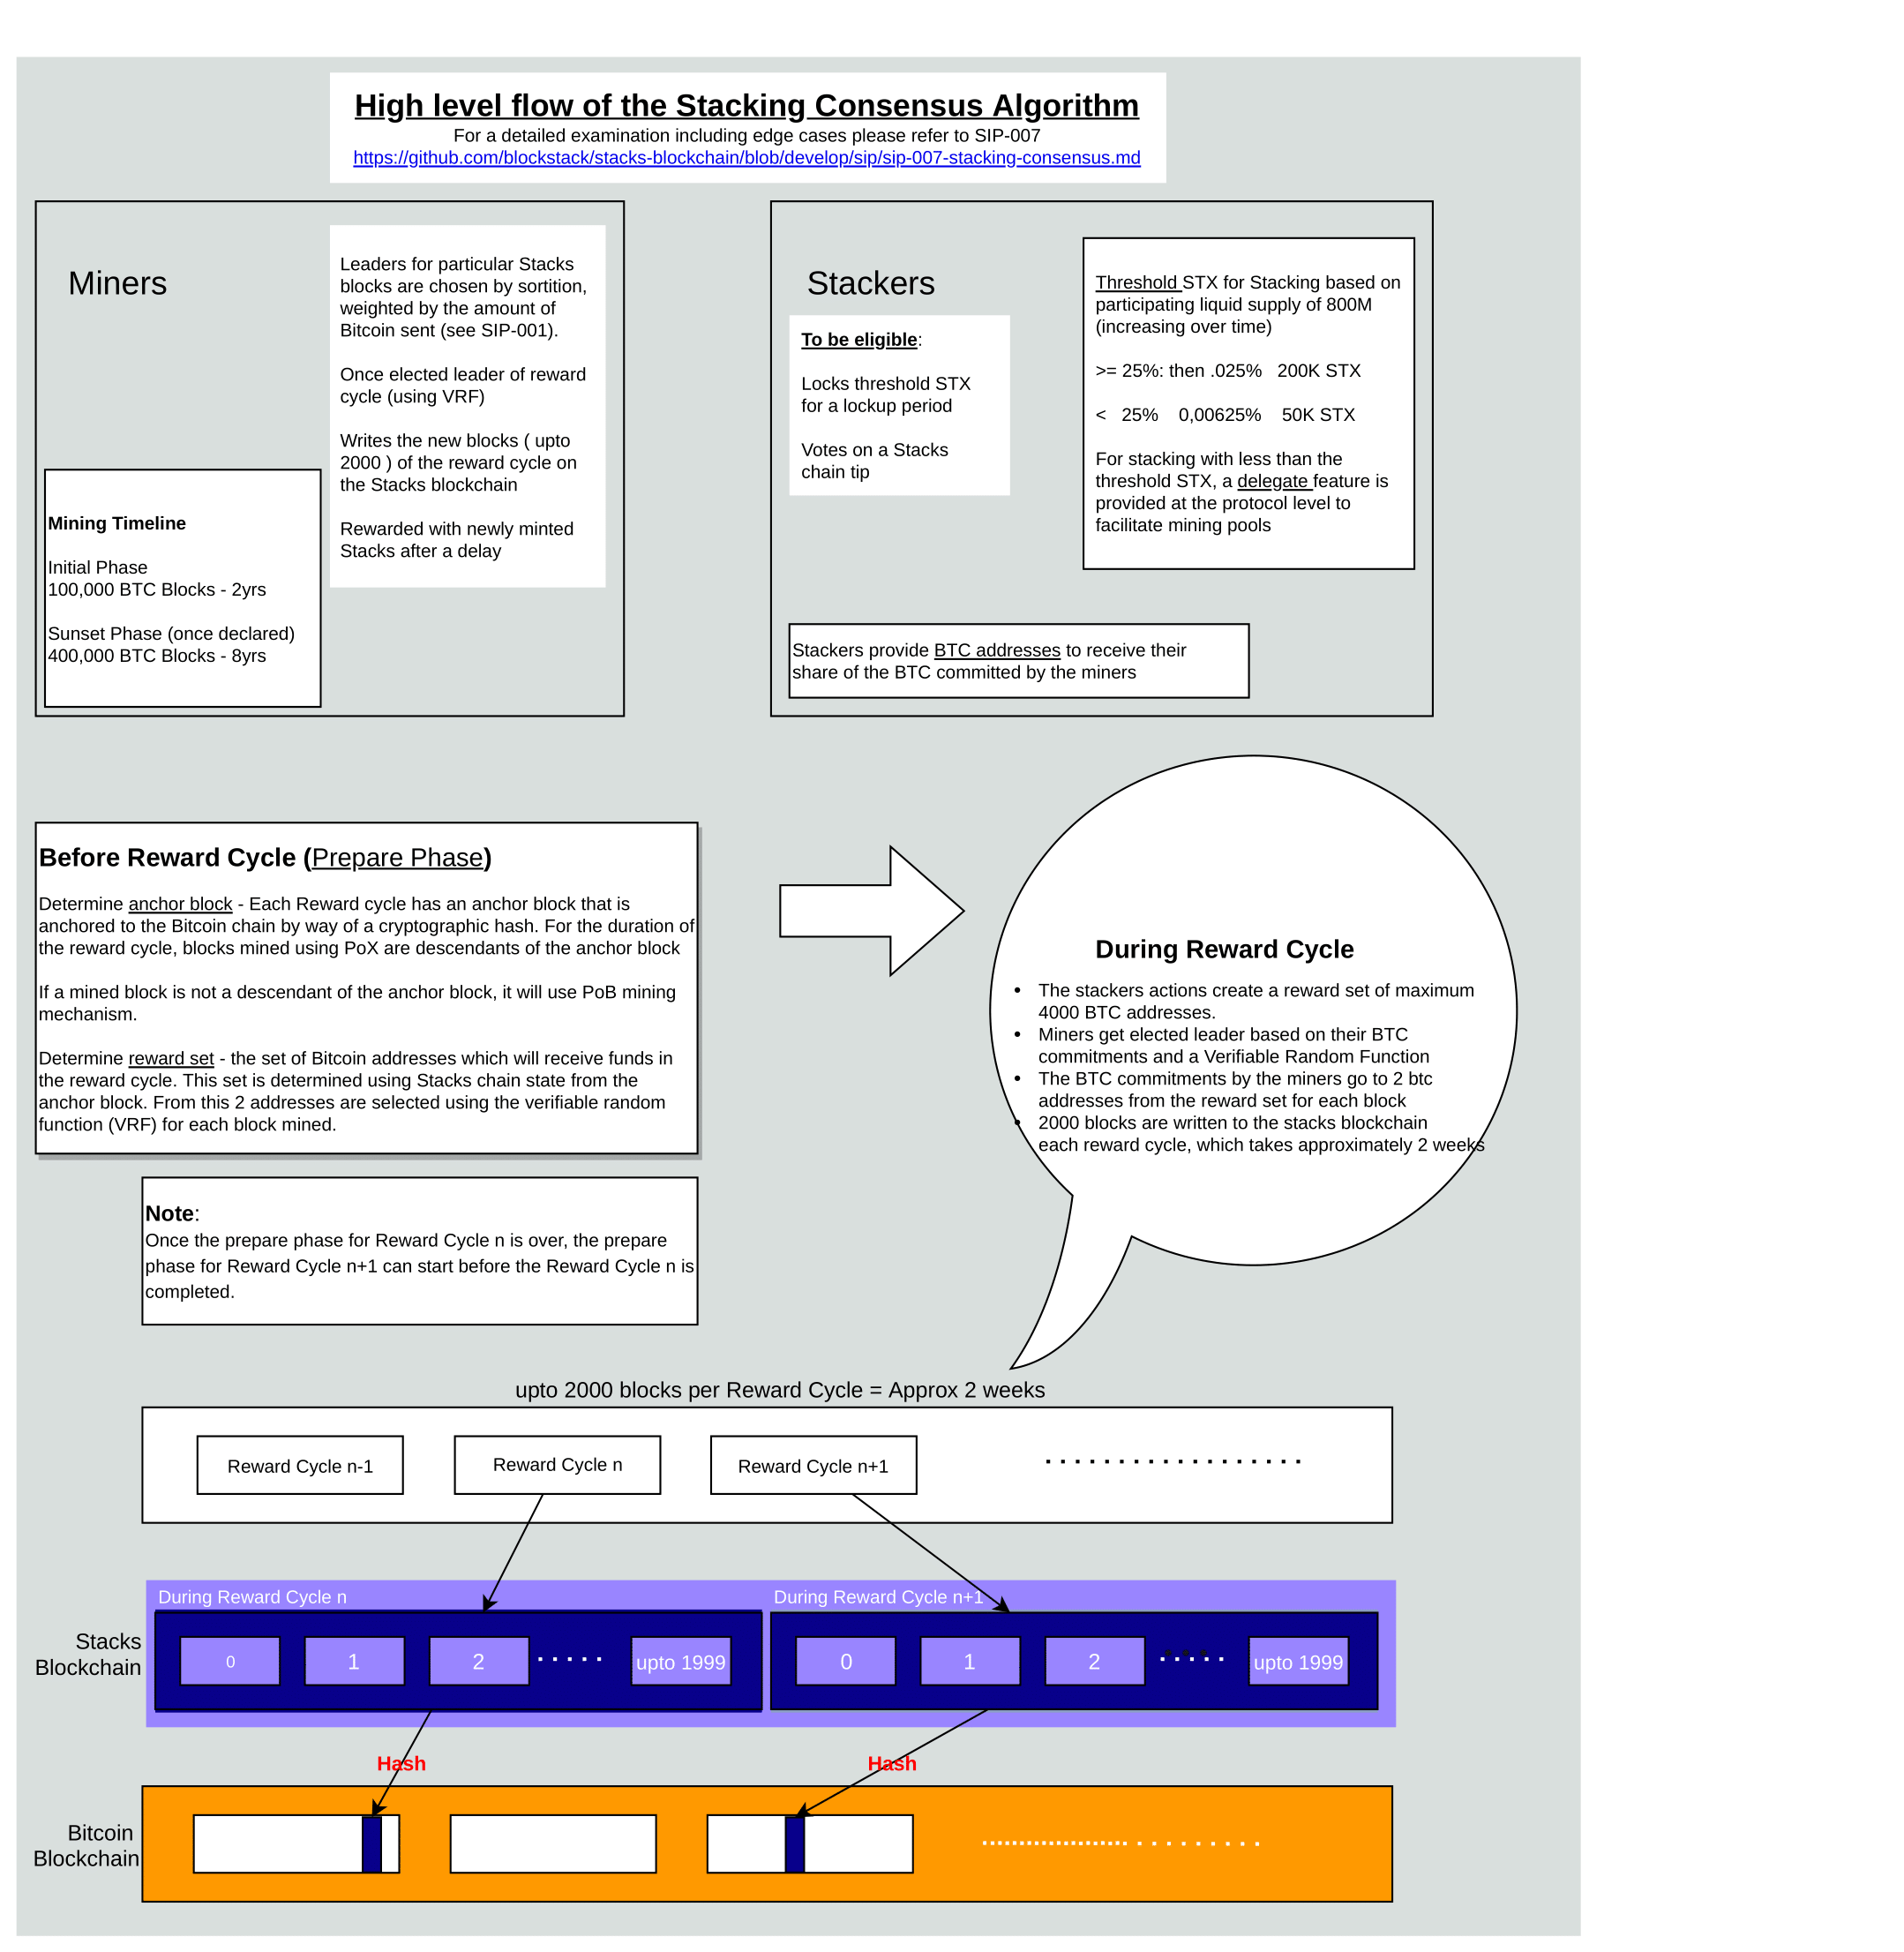 High level flow of the Stacking Consensus Algorithm
For a detailed examination including edge cases please refer to SIP-007
https://github.com/blockstack/stacks-blockchain/blob/develop/sip/sip-007-stacking-consensus.md
Miners
Leaders for particular Stacks
blocks are chosen by sortition,
weighted by the amount of
Bitcoin sent (see SIP-001).
Once elected leader of reward
cycle (using VRF)
Writes the new blocks ( upto
2000 ) of the reward cycle on
the Stacks blockchain
Rewarded with newly minted
Stacks after a delay
Mining Timeline
Initial Phase
100,000 BTC Blocks - 2yrs
Sunset Phase (once declared)
400,000 BTC Blocks - 8yrs
Stackers
To be eligible:
Locks threshold STX
for a lockup period
Votes on a Stacks
chain tip
Threshold STX for Stacking based on
participating liquid supply of 800M
(increasing over time)
>= 25%: then .025%   200K STX
<   25%    0,00625%    50K STX
For stacking with less than the
threshold STX, a delegate feature is
provided at the protocol level to
facilitate mining pools
Stackers provide BTC addresses to receive their
share of the BTC committed by the miners
Before Reward Cycle (Prepare Phase)
Determine anchor block - Each Reward cycle has an anchor block that is
anchored to the Bitcoin chain by way of a cryptographic hash. For the duration of
the reward cycle, blocks mined using PoX are descendants of the anchor block
If a mined block is not a descendant of the anchor block, it will use PoB mining
mechanism.
Determine reward set - the set of Bitcoin addresses which will receive funds in
the reward cycle. This set is determined using Stacks chain state from the
anchor block. From this 2 addresses are selected using the verifiable random
function (VRF) for each block mined.
During Reward Cycle
• The stackers actions create a reward set of maximum
4000 BTC addresses.
• Miners get elected leader based on their BTC
commitments and a Verifiable Random Function
• The BTC commitments by the miners go to 2 btc
addresses from the reward set for each block
• 2000 blocks are written to the stacks blockchain
each reward cycle, which takes approximately 2 weeks
Note:
Once the prepare phase for Reward Cycle n is over, the prepare
phase for Reward Cycle n+1 can start before the Reward Cycle n is
completed.
upto 2000 blocks per Reward Cycle = Approx 2 weeks
Reward Cycle n-1
Reward Cycle n
Reward Cycle n+1
During Reward Cycle n
During Reward Cycle n+1
Stacks
Blockchain
0
1
2
upto 1999
0
1
2
upto 1999
Hash
Hash
Bitcoin
Blockchain